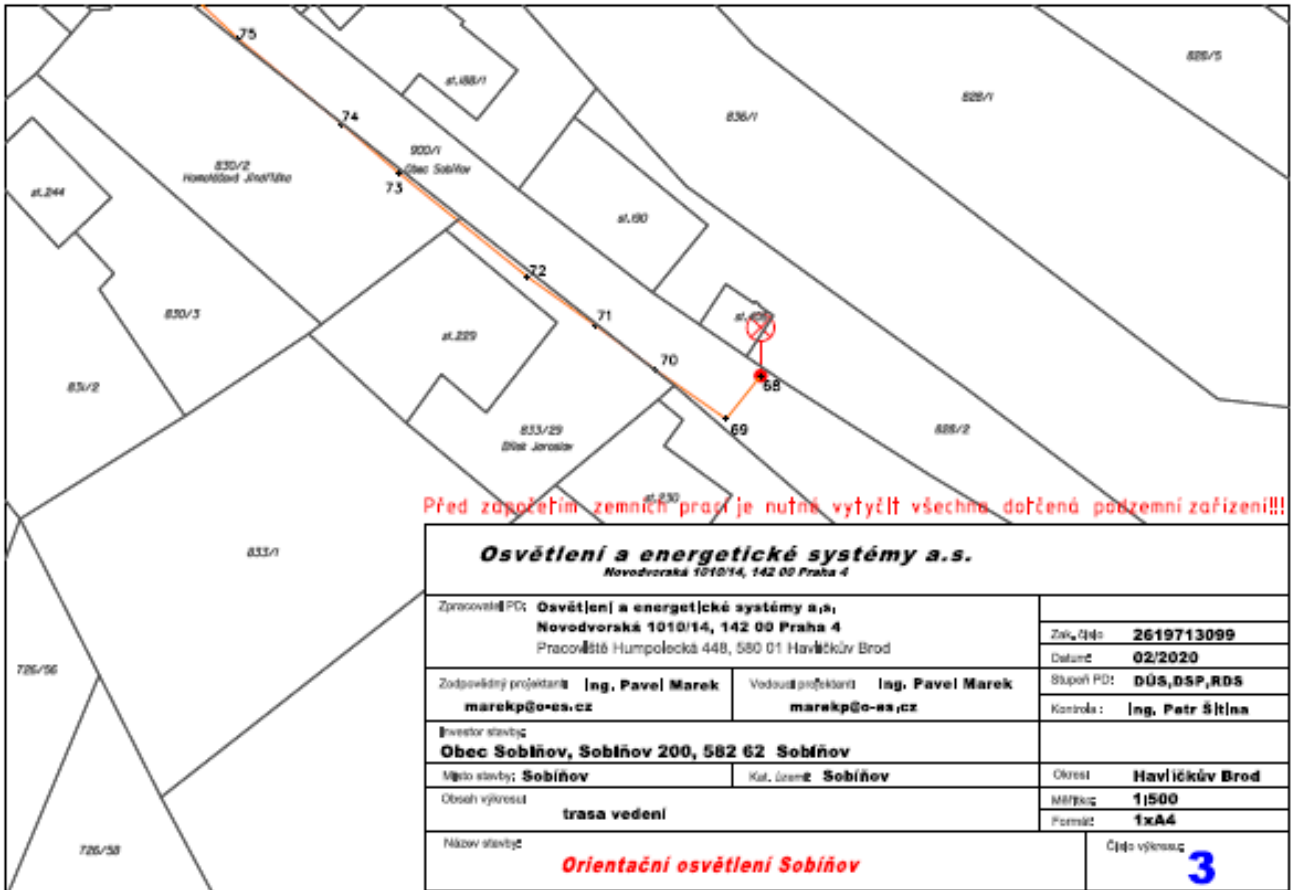 75
st.188/1
828/5
828/1
836/1
74
900/1
Obec Sobíňov
830/2
73
st.244
st.190
72
830/3
st.229
71
70
831/2
68
69
833/29
Bílek Jaroslav
828/2
st.230
Před započetím zemních prací je nutné vytyčit všechna dotčená podzemní zařízení!!!
833/1
Osvětlení a energetické systémy a.s.
Novodvorská 1010/14, 142 00 Praha 4
Zpracovatel PD: Osvětlení a energetické systémy a.s.
Novodvorská 1010/14, 142 00 Praha 4
Pracoviště Humpolecká 448, 580 01 Havlíčkův Brod
Zak. číslo 2619713099
Datum: 02/2020
Zodpovědný projektant: Ing. Pavel Marek
marekp@o-es.cz
Vedoucí projektant: Ing. Pavel Marek
marekp@o-es.cz
Stupeň PD: DÚS,DSP,RDS
Kontrola: Ing. Petr Šitina
Investor stavby:
Obec Sobíňov, Sobíňov 200, 582 62 Sobíňov
Místo stavby: Sobíňov
Kat. území: Sobíňov
Okres: Havlíčkův Brod
Obsah výkresu:
trasa vedení
Měřítko: 1:500
Formát: 1xA4
Název stavby:
Orientační osvětlení Sobíňov
Číslo výkresu:
3
726/56
726/58